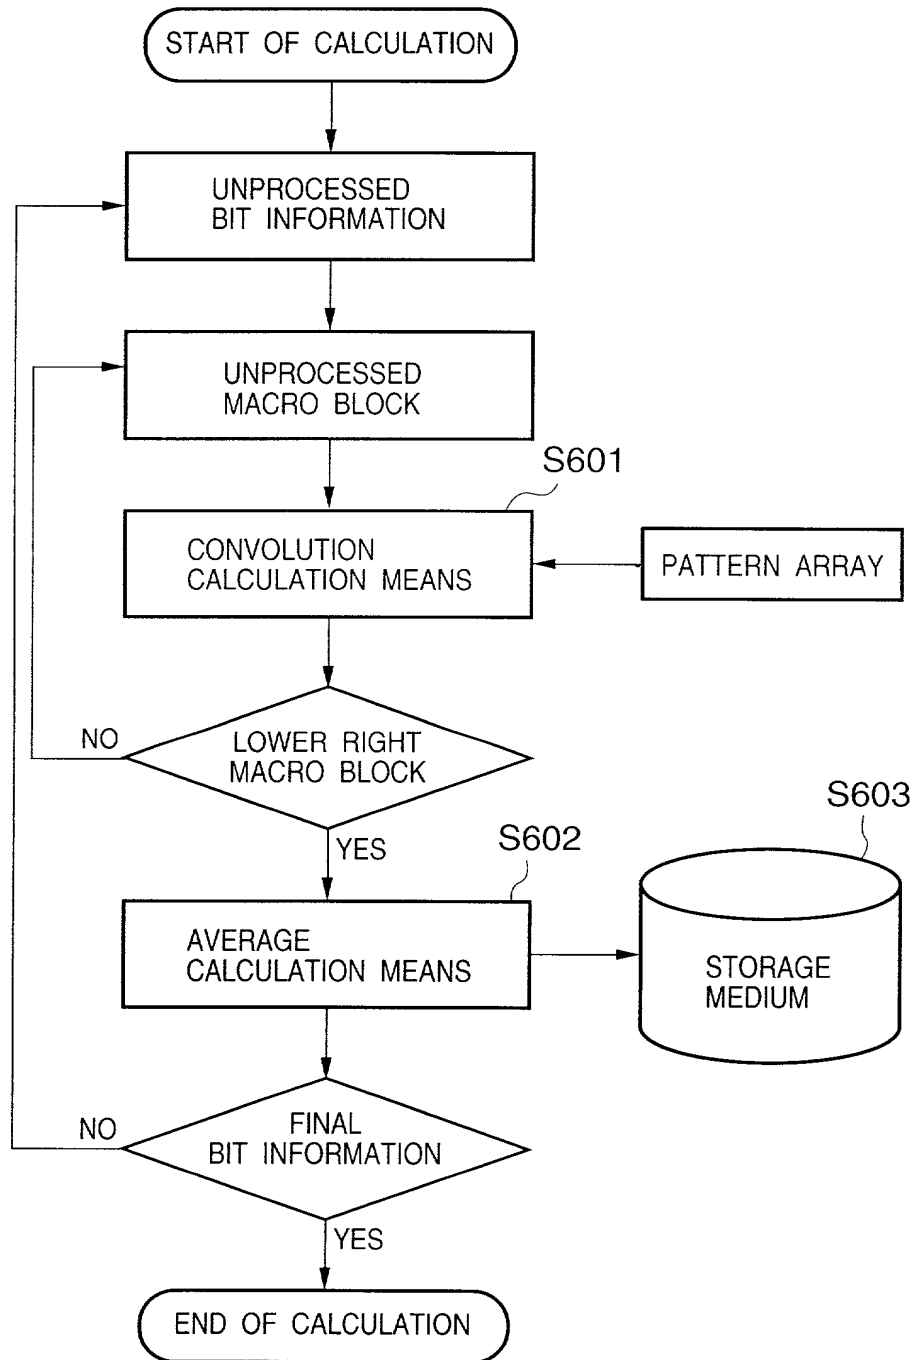 START OF CALCULATION
UNPROCESSED
BIT INFORMATION
UNPROCESSED
MACRO BLOCK
S601
CONVOLUTION
CALCULATION MEANS
PATTERN ARRAY
NO
LOWER RIGHT
MACRO BLOCK
YES
S602
S603
AVERAGE
CALCULATION MEANS
STORAGE
MEDIUM
NO
FINAL
BIT INFORMATION
YES
END OF CALCULATION